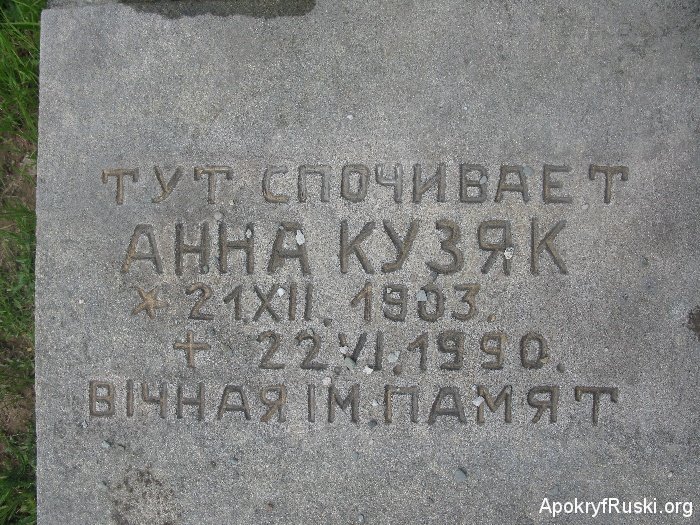 ТУТ СПОЧИВАЕТ
АННА КУЗЯК
* 21.XII. 1903.
+ 22.VI.1990.
ВІЧНАЯ ІМ ПАМЯТ
ApokryfRuski.org